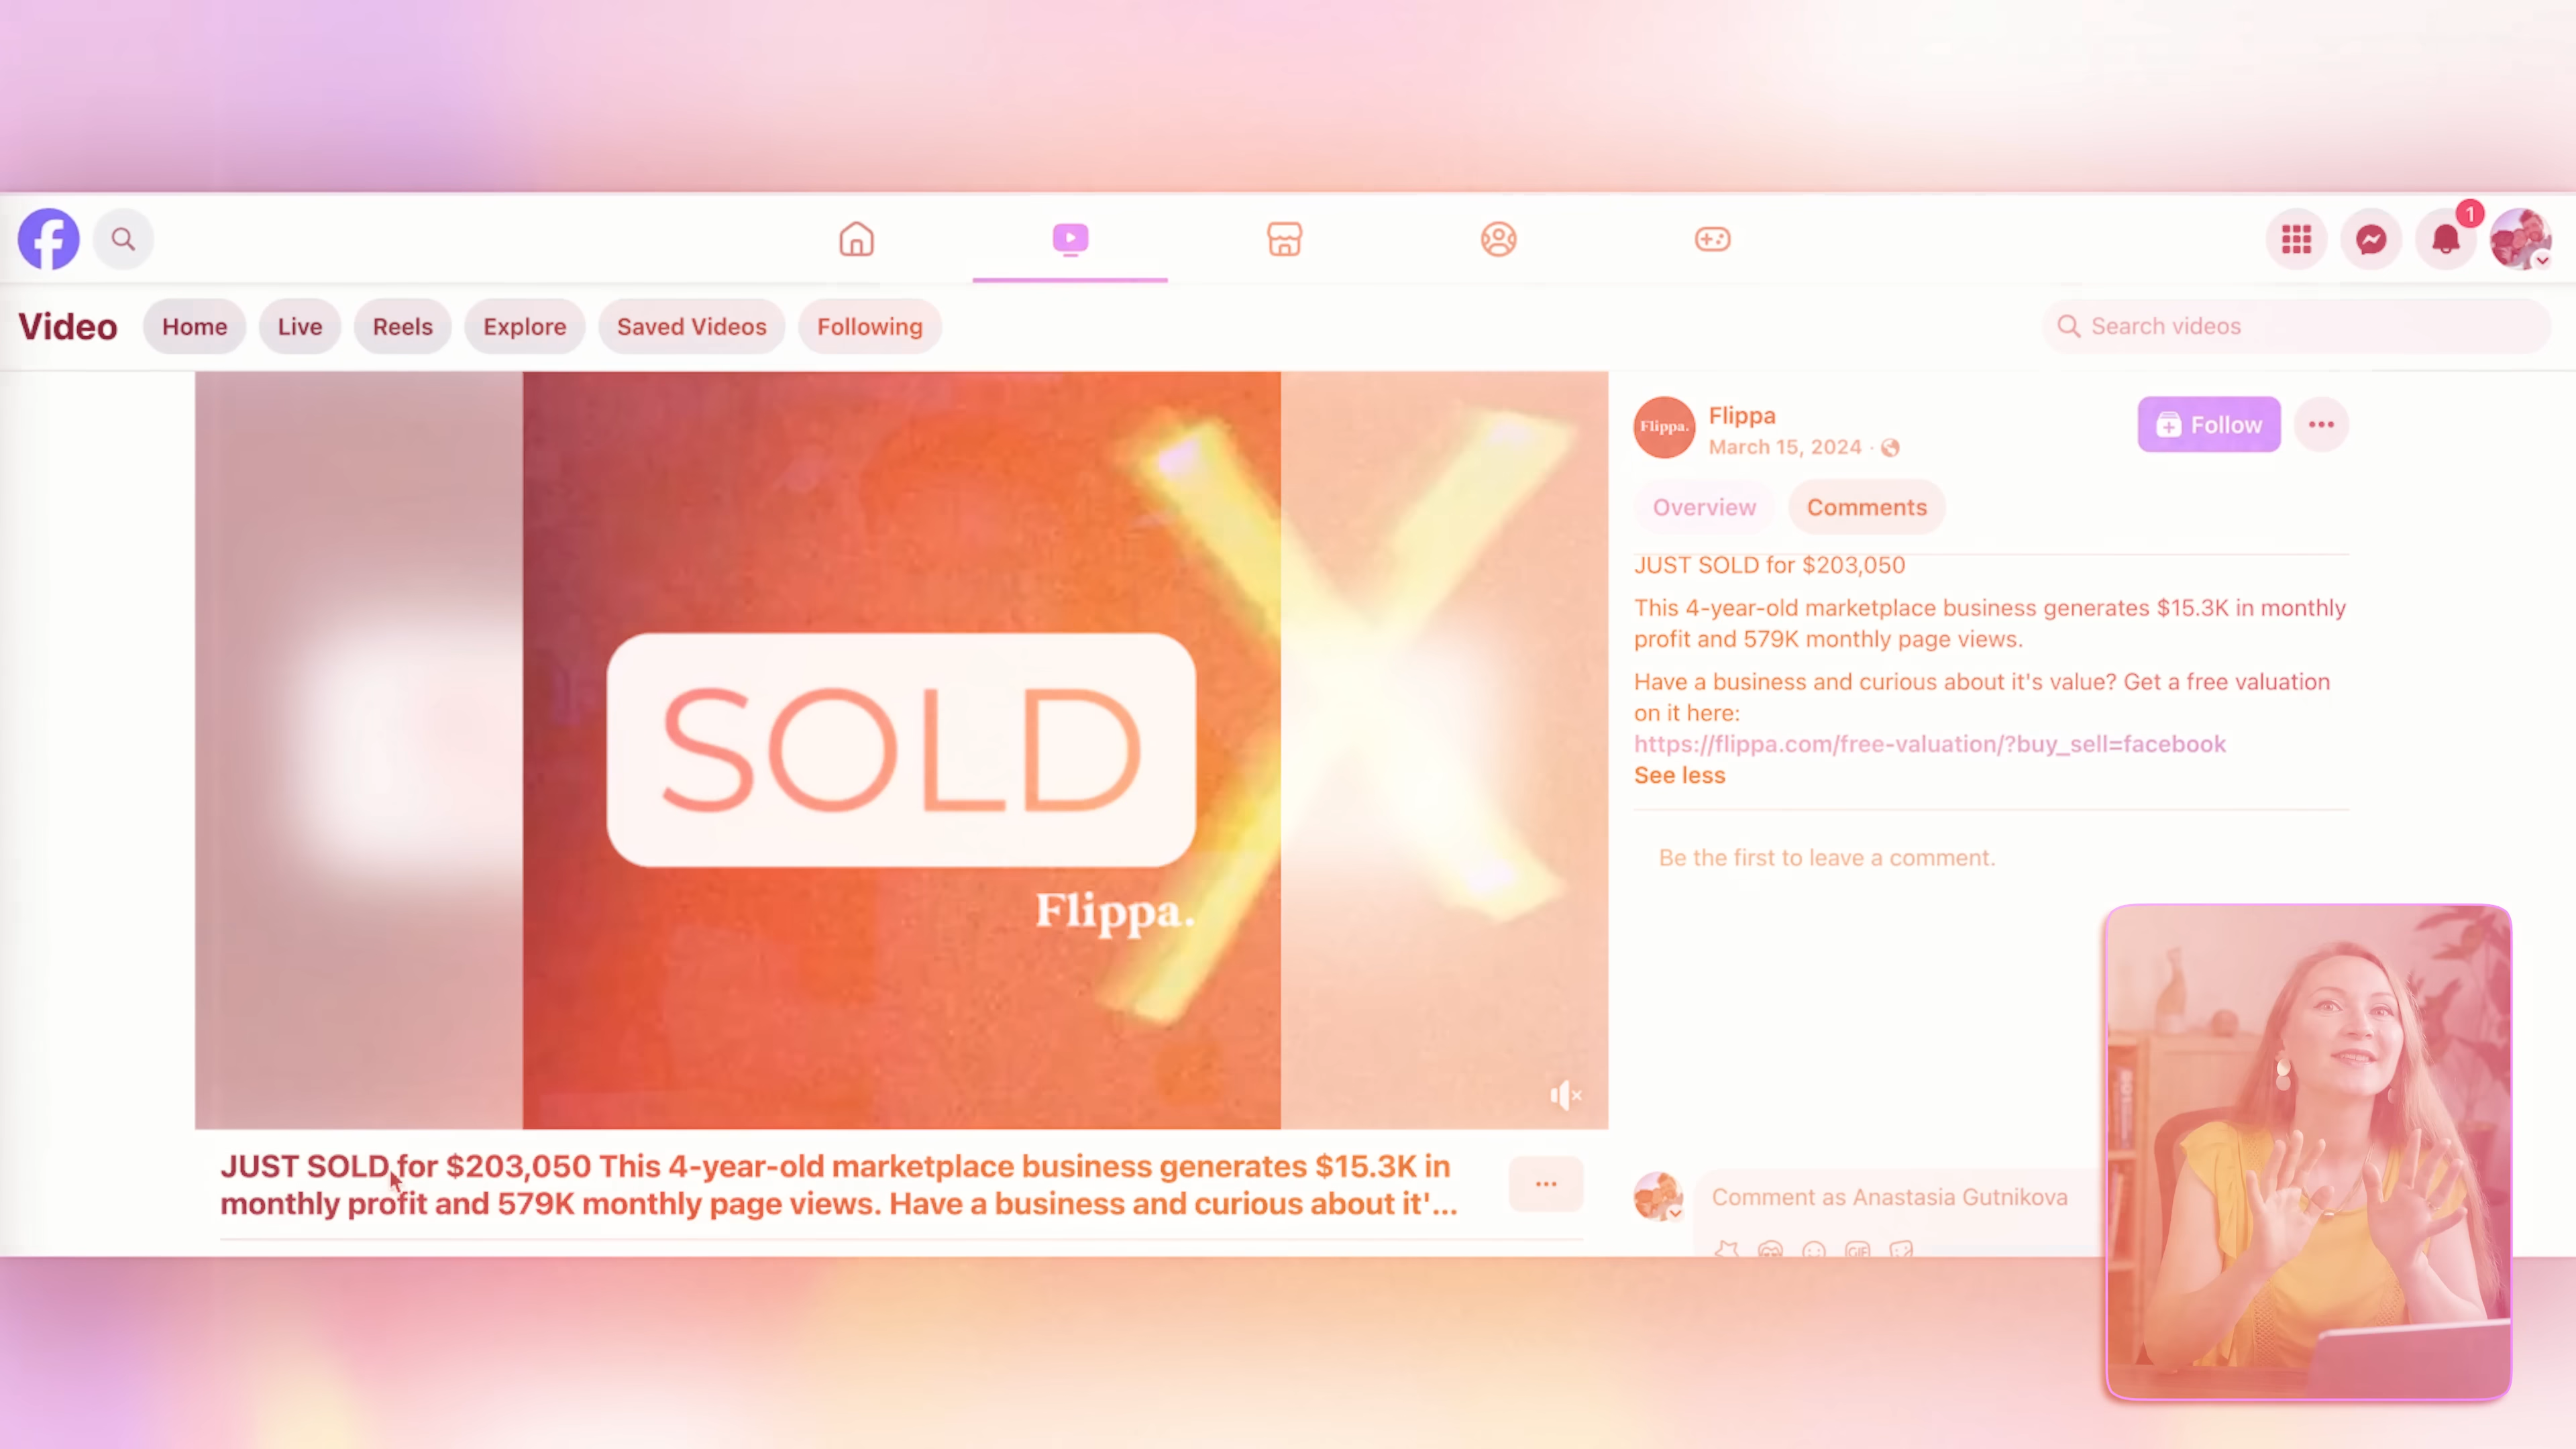 1
Video
Home
Live
Reels
Explore
Saved Videos
Following
Search videos
SOLD
Flippa.
JUST SOLD for $203,050 This 4-year-old marketplace business generates $15.3K in
monthly profit and 579K monthly page views. Have a business and curious about it'...
Flippa.
Flippa
March 15, 2024 ·
Follow
Overview
Comments
JUST SOLD for $203,050
This 4-year-old marketplace business generates $15.3K in monthly
profit and 579K monthly page views.
Have a business and curious about it's value? Get a free valuation
on it here:
https://flippa.com/free-valuation/?buy_sell=facebook
See less
Be the first to leave a comment.
Comment as Anastasia Gutnikova
GIF